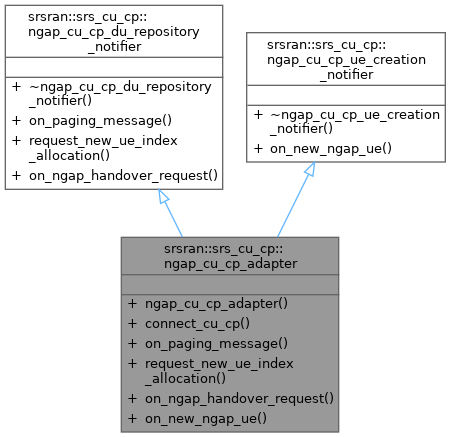 srsran::srs_cu_cp::
ngap_cu_cp_du_repository
_notifier
+ ~ngap_cu_cp_du_repository
_notifier()
+ on_paging_message()
+ request_new_ue_index
_allocation()
+ on_ngap_handover_request()
srsran::srs_cu_cp::
ngap_cu_cp_ue_creation
_notifier
+ ~ngap_cu_cp_ue_creation
_notifier()
+ on_new_ngap_ue()
srsran::srs_cu_cp::
ngap_cu_cp_adapter
+ ngap_cu_cp_adapter()
+ connect_cu_cp()
+ on_paging_message()
+ request_new_ue_index
_allocation()
+ on_ngap_handover_request()
+ on_new_ngap_ue()